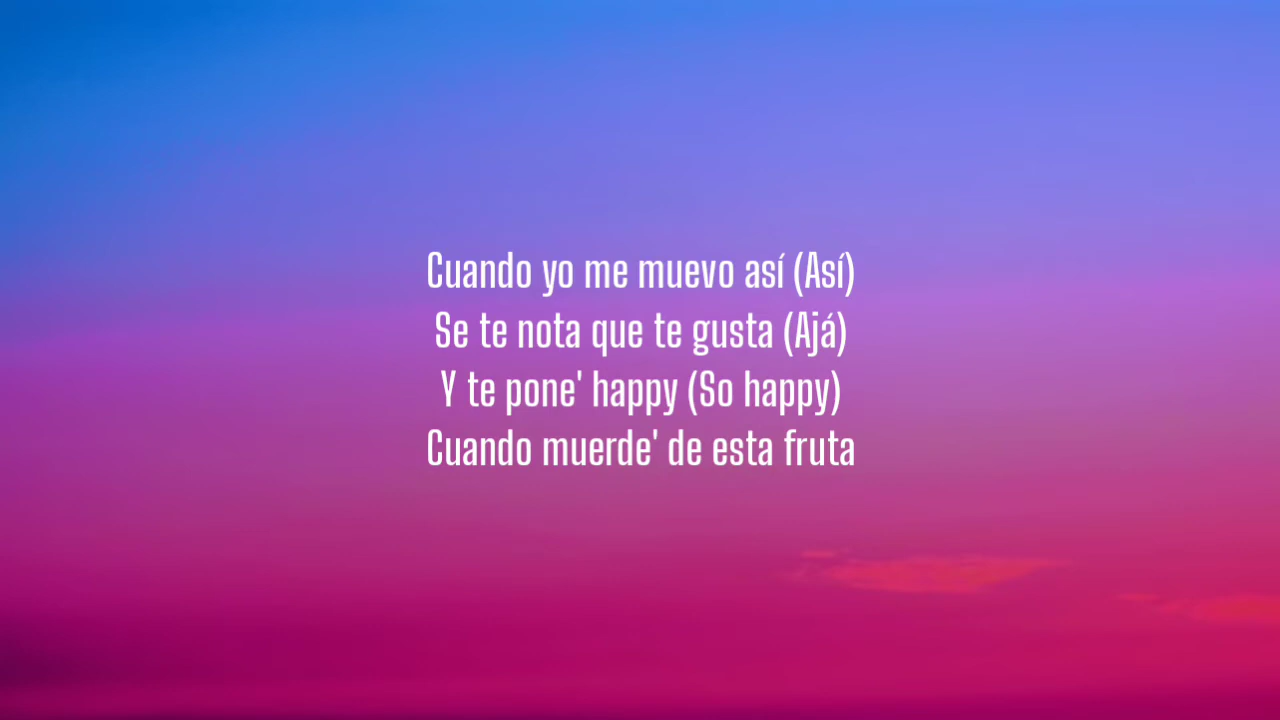 Cuando yo me muevo así (Así)
Se te nota que te gusta (Ajá)
Y te pone' happy (So happy)
Cuando muerde' de esta fruta